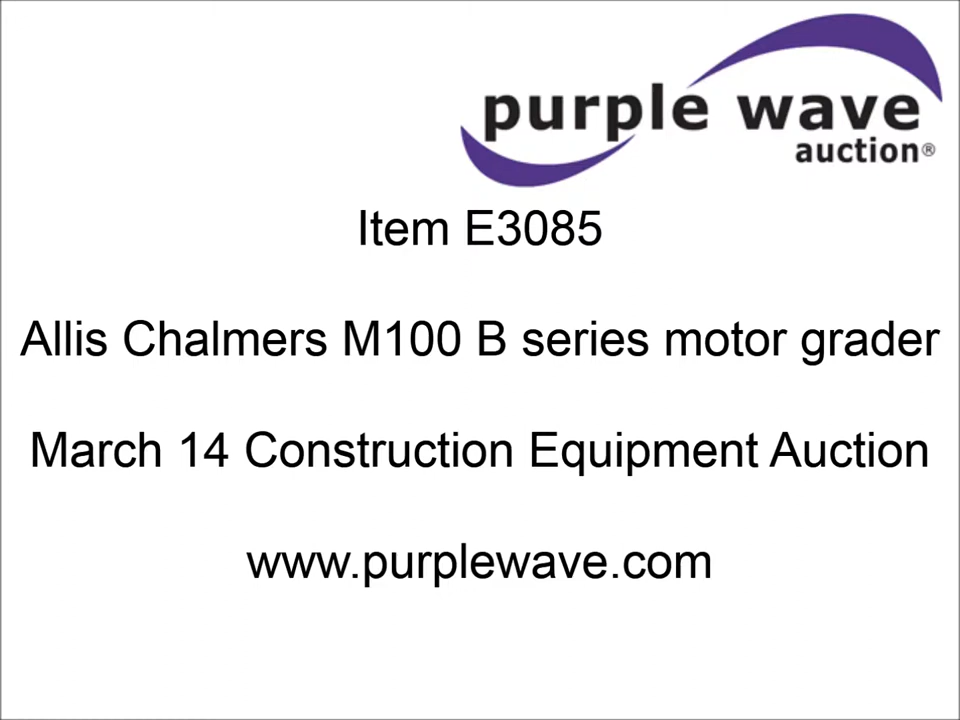 purple wave
auction®
Item E3085
Allis Chalmers M100 B series motor grader
March 14 Construction Equipment Auction
www.purplewave.com